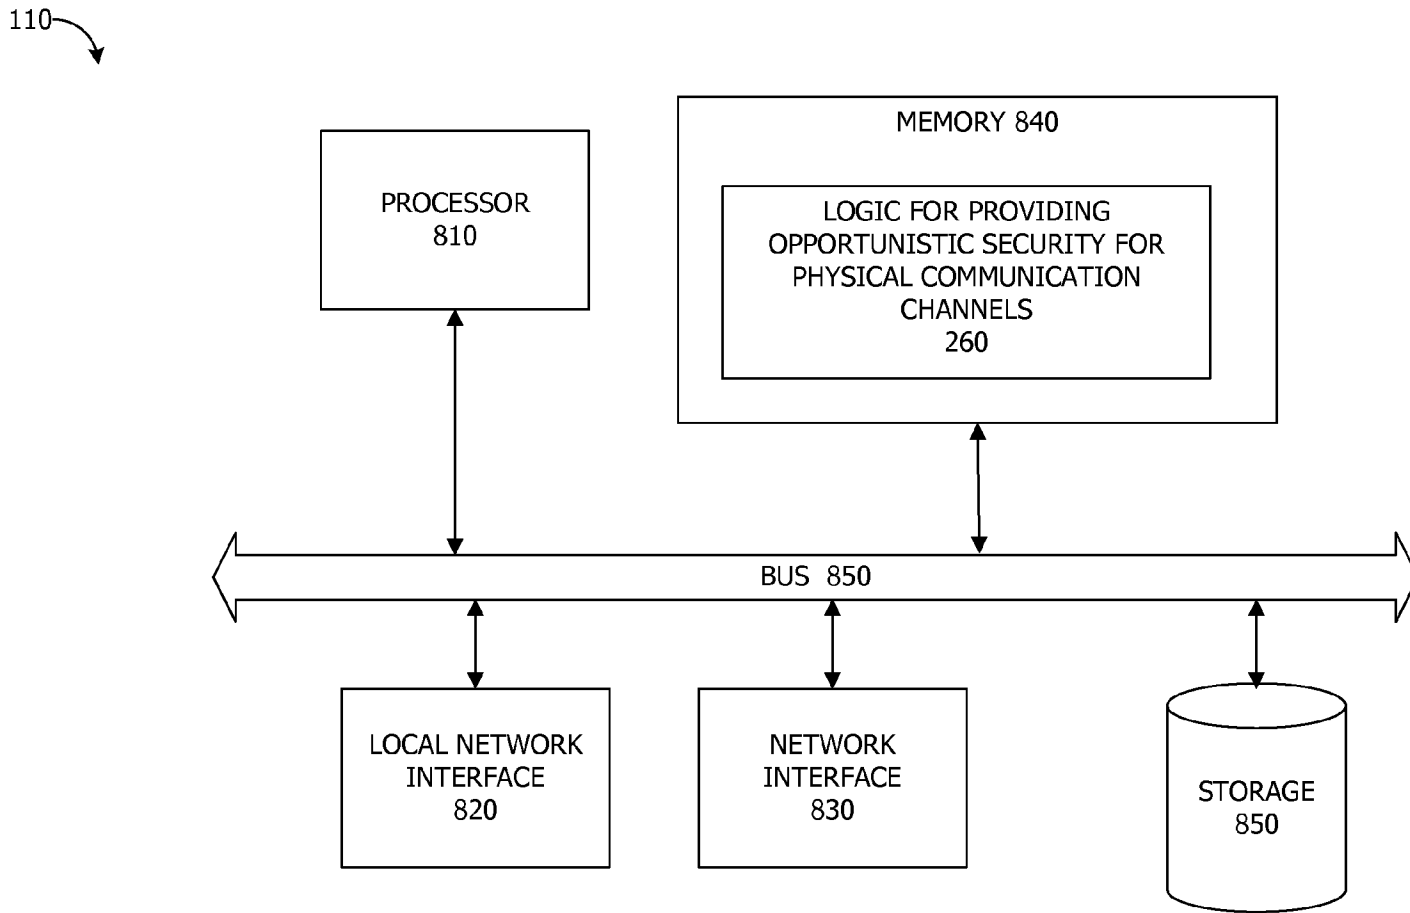 110
MEMORY 840
PROCESSOR
810
LOGIC FOR PROVIDING
OPPORTUNISTIC SECURITY FOR
PHYSICAL COMMUNICATION
CHANNELS
260
BUS 850
LOCAL NETWORK
INTERFACE
820
NETWORK
INTERFACE
830
STORAGE
850